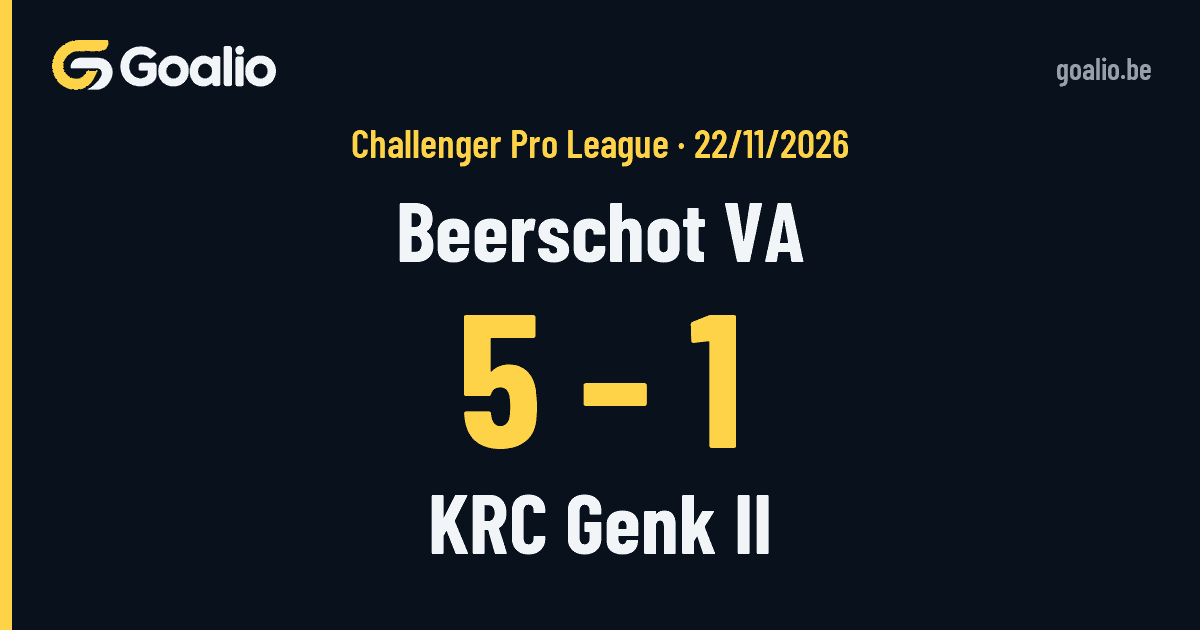 Goalio
goalio.be
Challenger Pro League · 22/11/2026
Beerschot VA
5 – 1
KRC Genk II